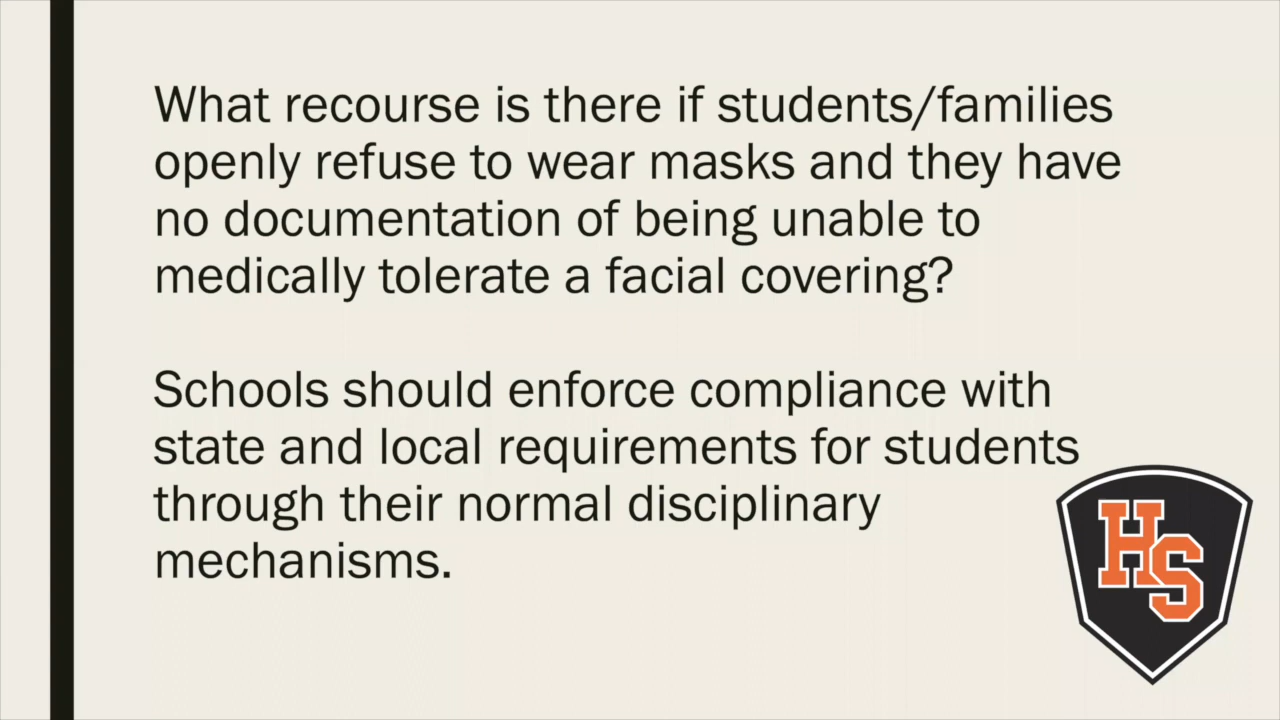 What recourse is there if students/families
openly refuse to wear masks and they have
no documentation of being unable to
medically tolerate a facial covering?
Schools should enforce compliance with
state and local requirements for students
through their normal disciplinary
mechanisms.
HS